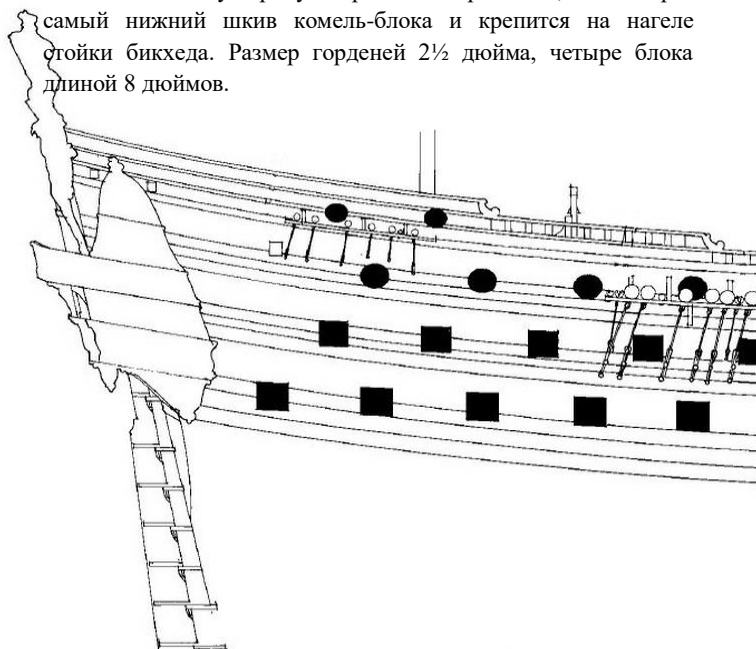 самый нижний шкив комель-блока и крепится на нагеле
стойки бикхеда. Размер горденей 2½ дюйма, четыре блока
длиной 8 дюймов.